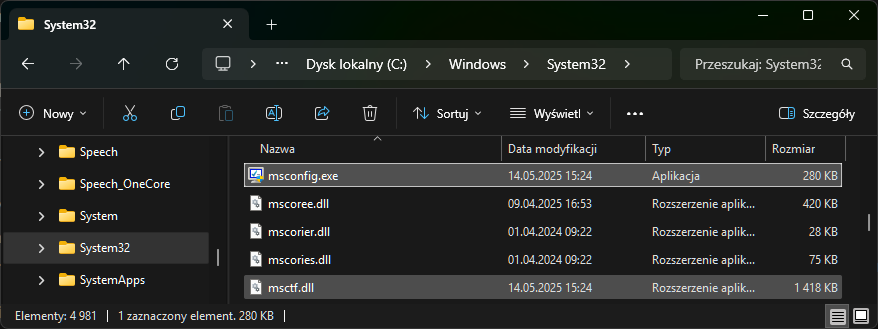 System32
Dysk lokalny (C:) Windows System32 Przeszukaj: System32
Nowy Sortuj Wyświetl Szczegóły
Nazwa Data modyfikacji Typ Rozmiar
Speech
Speech_OneCore
System
System32
SystemApps
msconfig.exe 14.05.2025 15:24 Aplikacja 280 KB
mscoree.dll 09.04.2025 16:53 Rozszerzenie aplik... 420 KB
mscorier.dll 01.04.2024 09:22 Rozszerzenie aplik... 28 KB
mscories.dll 01.04.2024 09:22 Rozszerzenie aplik... 75 KB
msctf.dll 14.05.2025 15:24 Rozszerzenie aplik... 1 418 KB
Elementy: 4 981 1 zaznaczony element. 280 KB